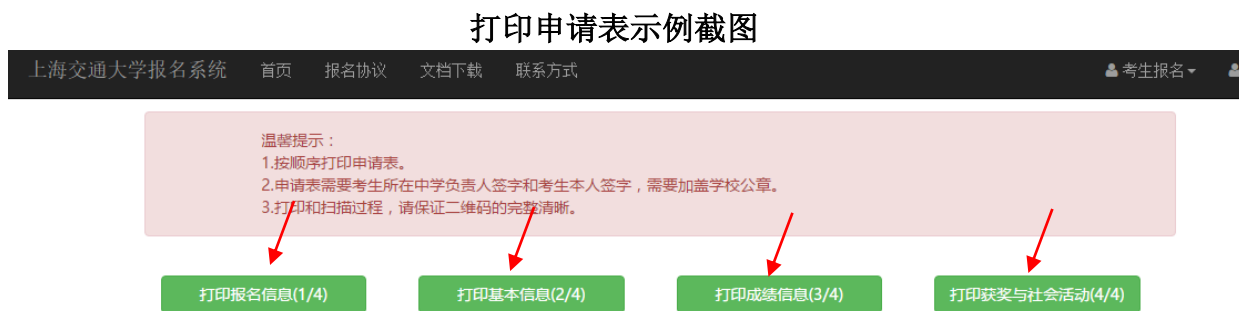 打印申请表示例截图
上海交通大学报名系统 首页 报名协议 文档下载 联系方式 考生报名
温馨提示：
1.按顺序打印申请表。
2.申请表需要考生所在中学负责人签字和考生本人签字，需要加盖学校公章。
3.打印和扫描过程，请保证二维码的完整清晰。
打印报名信息(1/4) 打印基本信息(2/4) 打印成绩信息(3/4) 打印获奖与社会活动(4/4)